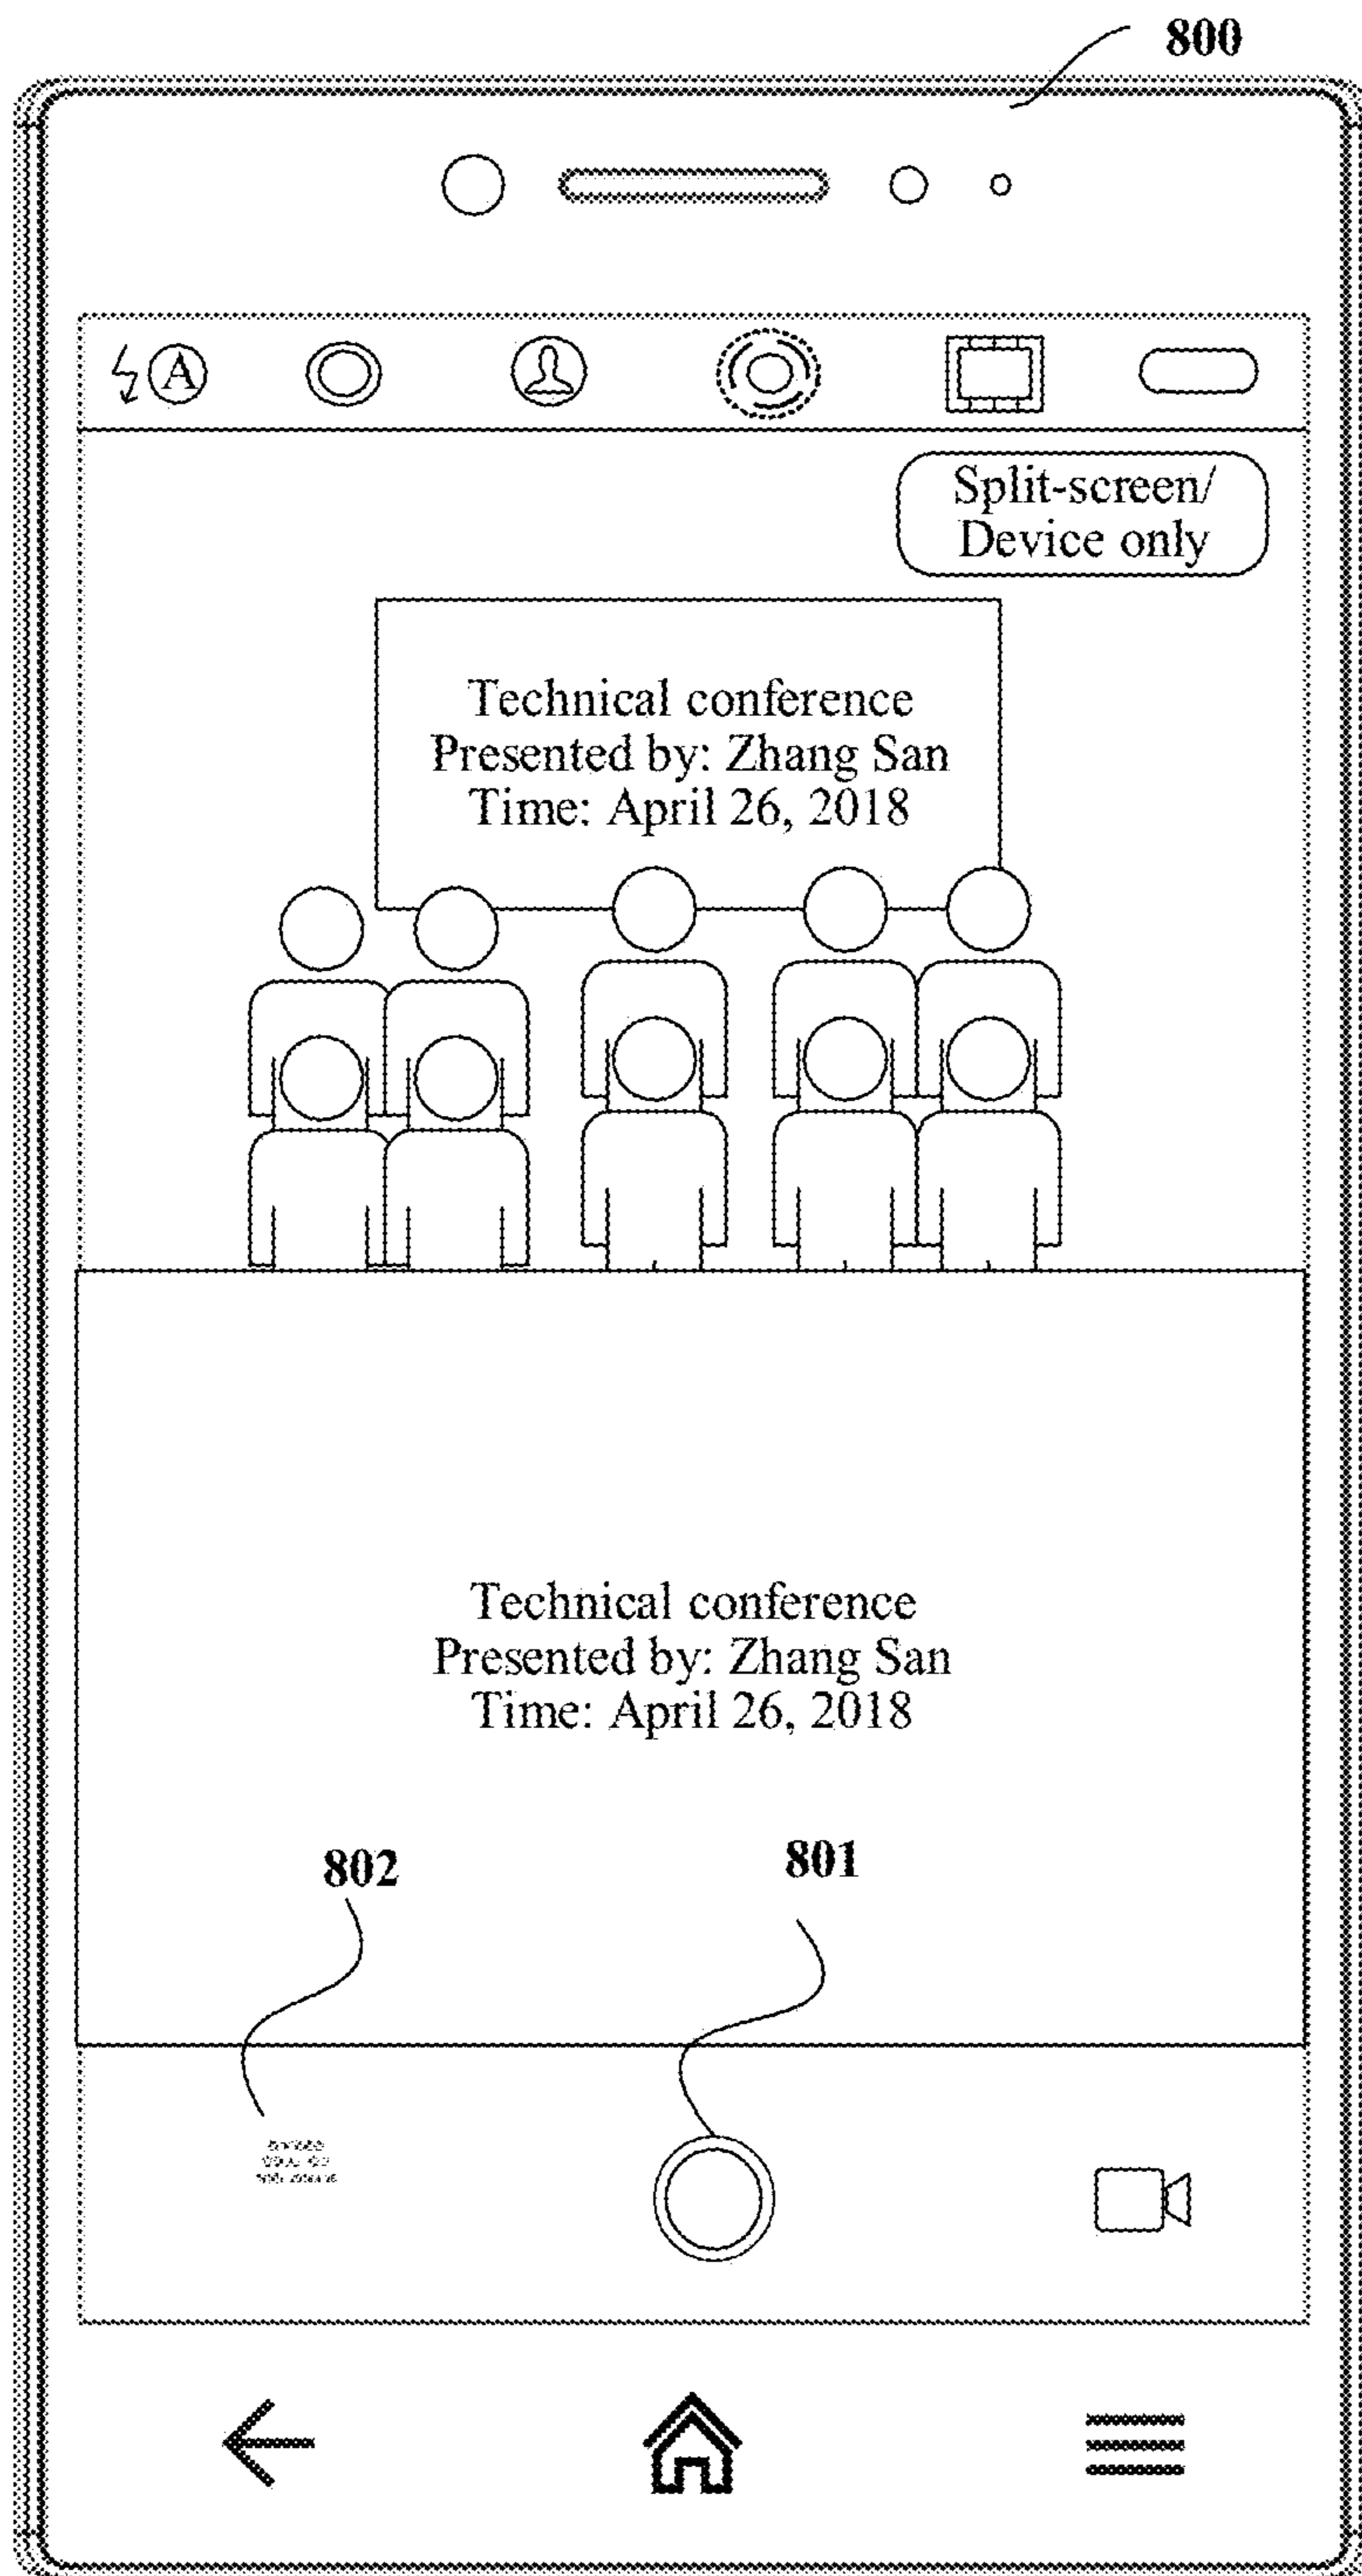 800
A
Split-screen/
Device only
Technical conference
Presented by: Zhang San
Time: April 26, 2018
Technical conference
Presented by: Zhang San
Time: April 26, 2018
802
801